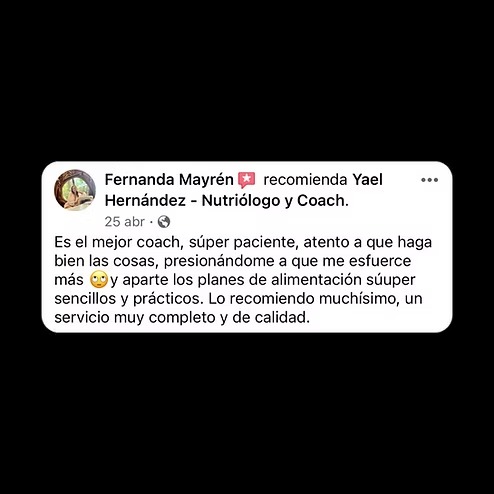 Fernanda Mayrén recomienda Yael
Hernández - Nutriólogo y Coach.
25 abr ·
Es el mejor coach, súper paciente, atento a que haga
bien las cosas, presionándome a que me esfuerce
más 🙄y aparte los planes de alimentación súuper
sencillos y prácticos. Lo recomiendo muchísimo, un
servicio muy completo y de calidad.